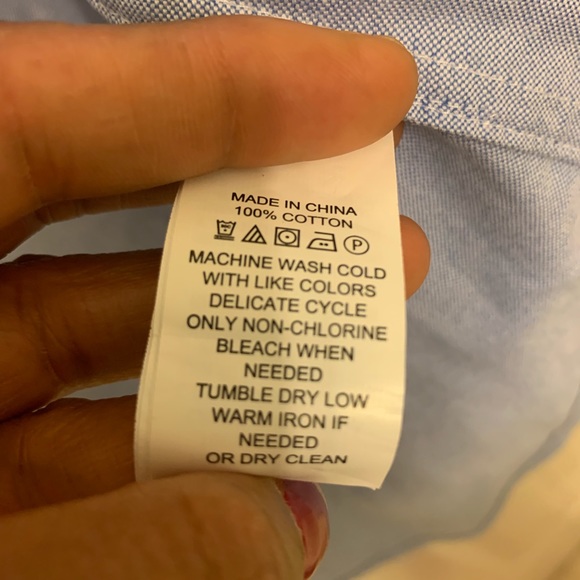 MADE IN CHINA
100% COTTON
P
MACHINE WASH COLD
WITH LIKE COLORS
DELICATE CYCLE
ONLY NON-CHLORINE
BLEACH WHEN
NEEDED
TUMBLE DRY LOW
WARM IRON IF
NEEDED
OR DRY CLEAN